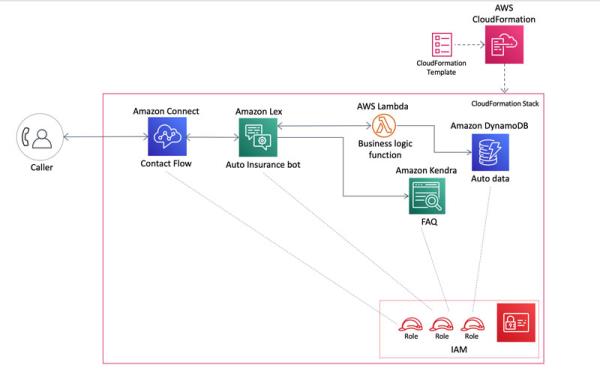 AWS
CloudFormation
CloudFormation
Template
CloudFormation Stack
Amazon Connect
Contact Flow
Amazon Lex
Auto Insurance bot
AWS Lambda
Business logic
function
Amazon DynamoDB
Auto data
Amazon Kendra
FAQ
Caller
Role
Role
Role
IAM